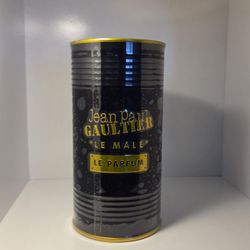 Jean Paul
GAULTIER
"LE MALE"
LE PARFUM